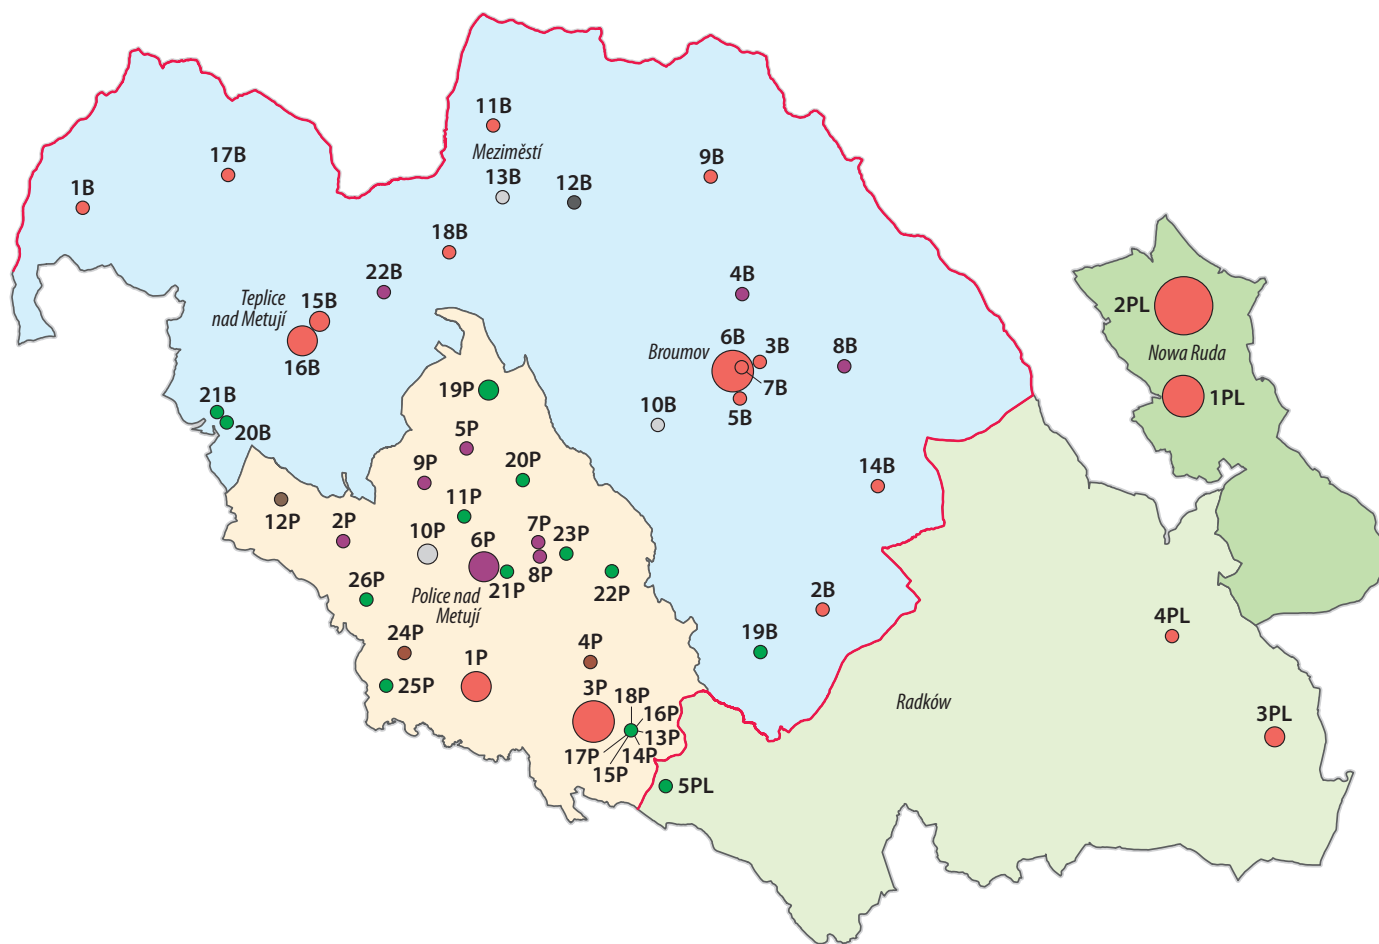 11B
Meziměstí
17B
9B
13B
12B
1B
18B
22B
4B
Teplice
nad Metují
15B
2PL
6B
3B
8B
Broumov
Nowa Ruda
16B
7B
19P
1PL
21B
5B
10B
20B
5P
9P
20P
14B
11P
12P
2P
10P
6P
7P
23P
8P
21P
22P
26P
Police nad
Metují
2B
4PL
24P
4P
19B
1P
25P
3P
18P
16P
13P
17P
14P
15P
Radków
3PL
5PL